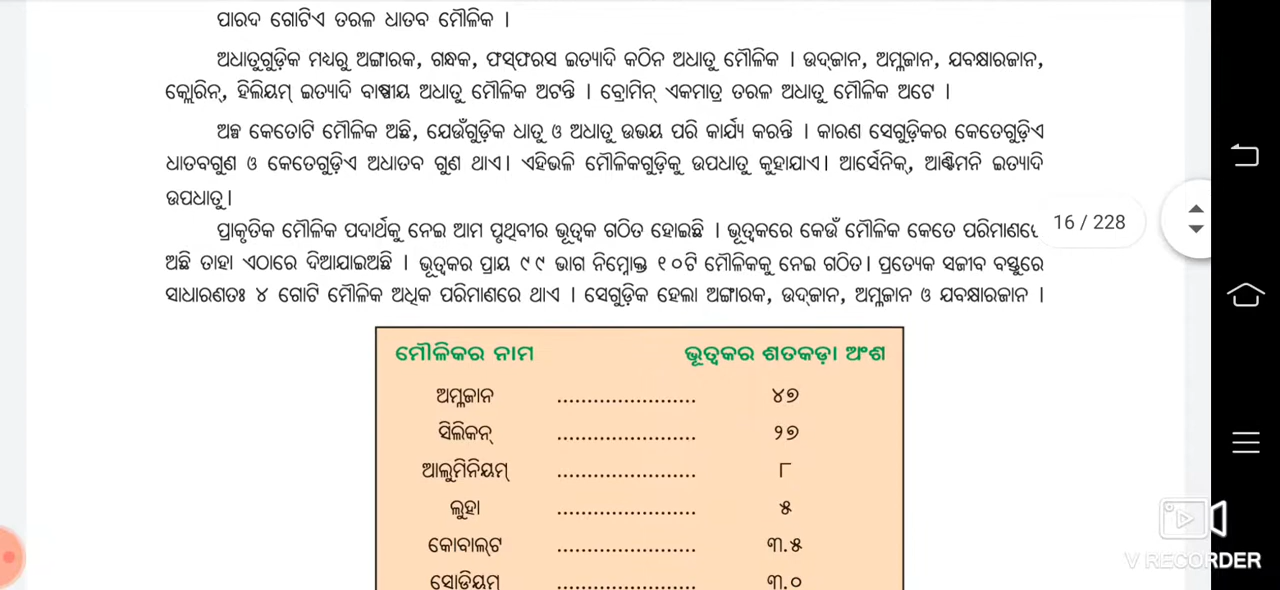 ପାରଦ ଗୋଟିଏ ତରଳ ଧାତବ ମୌଳିକ ।
ଅଧାତୁଗୁଡ଼ିକ ମଧ୍ୟରୁ ଅଙ୍ଗାରକ, ଗନ୍ଧକ, ଫସ୍‌ଫରସ ଇତ୍ୟାଦି କଠିନ ଅଧାତୁ ମୌଳିକ । ଉଦ୍‌ଜାନ, ଅମ୍ଳଜାନ, ଯବକ୍ଷାରଜାନ,
କ୍ଲୋରିନ୍, ହିଲିୟମ୍ ଇତ୍ୟାଦି ବାଷ୍ପୀୟ ଅଧାତୁ ମୌଳିକ ଅଟନ୍ତି । ବ୍ରୋମିନ୍ ଏକମାତ୍ର ତରଳ ଅଧାତୁ ମୌଳିକ ଅଟେ ।
ଅଳ୍ପ କେତୋଟି ମୌଳିକ ଅଛି, ଯେଉଁଗୁଡ଼ିକ ଧାତୁ ଓ ଅଧାତୁ ଉଭୟ ପରି କାର୍ଯ୍ୟ କରନ୍ତି । କାରଣ ସେଗୁଡ଼ିକର କେତେଗୁଡ଼ିଏ
ଧାତବଗୁଣ ଓ କେତେଗୁଡ଼ିଏ ଅଧାତବ ଗୁଣ ଥାଏ। ଏହିଭଳି ମୌଳିକଗୁଡ଼ିକୁ ଉପଧାତୁ କୁହାଯାଏ। ଆର୍ସେନିକ୍, ଆଣ୍ଟିମନି ଇତ୍ୟାଦି
ଉପଧାତୁ।
ପ୍ରାକୃତିକ ମୌଳିକ ପଦାର୍ଥକୁ ନେଇ ଆମ ପୃଥିବୀର ଭୂତ୍ୱକ ଗଠିତ ହୋଇଛି । ଭୂତ୍ୱକରେ କେଉଁ ମୌଳିକ କେତେ
16 / 228
ଅଛି ତାହା ଏଠାରେ ଦିଆଯାଇଅଛି । ଭୂତ୍ୱକର ପ୍ରାୟ ୯୯ ଭାଗ ନିମ୍ନୋକ୍ତ ୧୦ଟି ମୌଳିକକୁ ନେଇ ଗଠିତ। ପ୍ରତ୍ୟେକ ସଜୀବ ବସ୍ତୁରେ
ସାଧାରଣତଃ ୪ ଗୋଟି ମୌଳିକ ଅଧିକ ପରିମାଣରେ ଥାଏ । ସେଗୁଡ଼ିକ ହେଲା ଅଙ୍ଗାରକ, ଉଦ୍‌ଜାନ, ଅମ୍ଳଜାନ ଓ ଯବକ୍ଷାରଜାନ ।
ମୌଳିକର ନାମ ଭୂତ୍ୱକର ଶତକଡ଼ା ଅଂଶ
ଅମ୍ଳଜାନ ....................... ୪୭
ସିଲିକନ୍ ....................... ୨୭
ଆଲୁମିନିୟମ୍ ....................... ୮
ଲୁହା ....................... ୫
କୋବାଲ୍‌ଟ ....................... ୩.୫
ସୋଡିୟମ୍ ....................... ୩.୦
V RECORDER